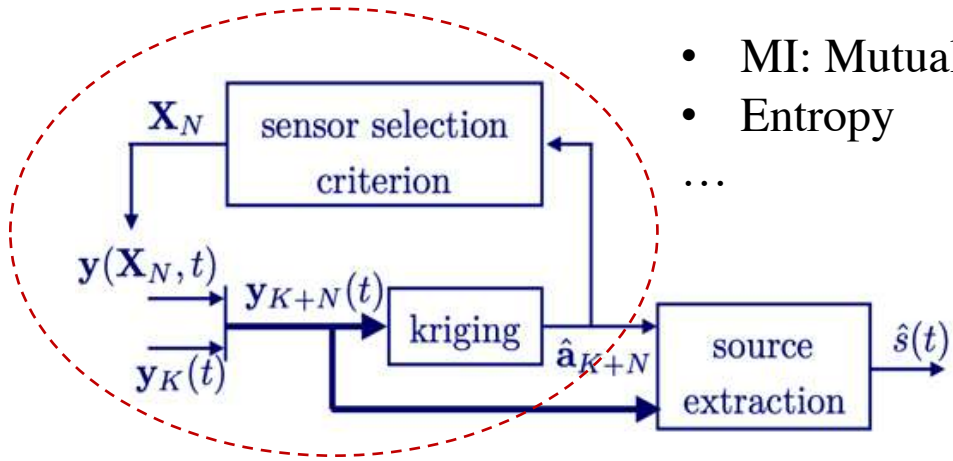 • MI: Mutual
• Entropy
…
X_N
sensor selection
criterion
y(X_N, t)
y_{K+N}(t)
kriging
y_K(t)
â_{K+N}
source
extraction
ŝ(t)